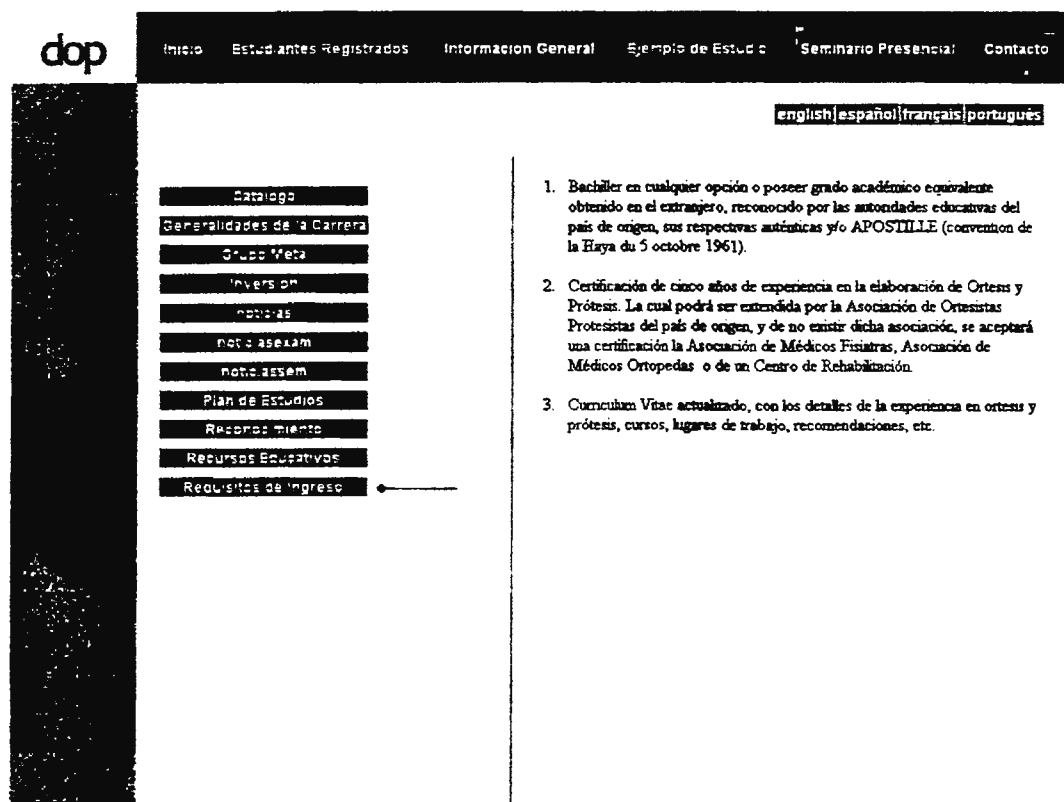 dop
Inicio Estudiantes Registrados Informacion General Ejemplo de Estudio Seminario Presencial Contacto
english|español|français|português
Catalogo
Generalidades de la Carrera
Grupo Meta
Inversion
noticias
noticiasexam
noticiassem
Plan de Estudios
Reconocimiento
Recursos Educativos
Requisitos de Ingreso
1. Bachiller en cualquier opción o poseer grado académico equivalente
obtenido en el extranjero, reconocido por las autoridades educativas del
país de origen, sus respectivas auténticas y/o APOSTILLE (convention de
la Haya du 5 octobre 1961).
2. Certificación de cinco años de experiencia en la elaboración de Ortesis y
Prótesis. La cual podrá ser extendida por la Asociación de Ortesistas
Protesistas del país de origen, y de no existir dicha asociación, se aceptará
una certificación la Asociación de Médicos Fisiatras, Asociación de
Médicos Ortopedas o de un Centro de Rehabilitación.
3. Curriculum Vitae actualizado, con los detalles de la experiencia en ortesis y
prótesis, cursos, lugares de trabajo, recomendaciones, etc.